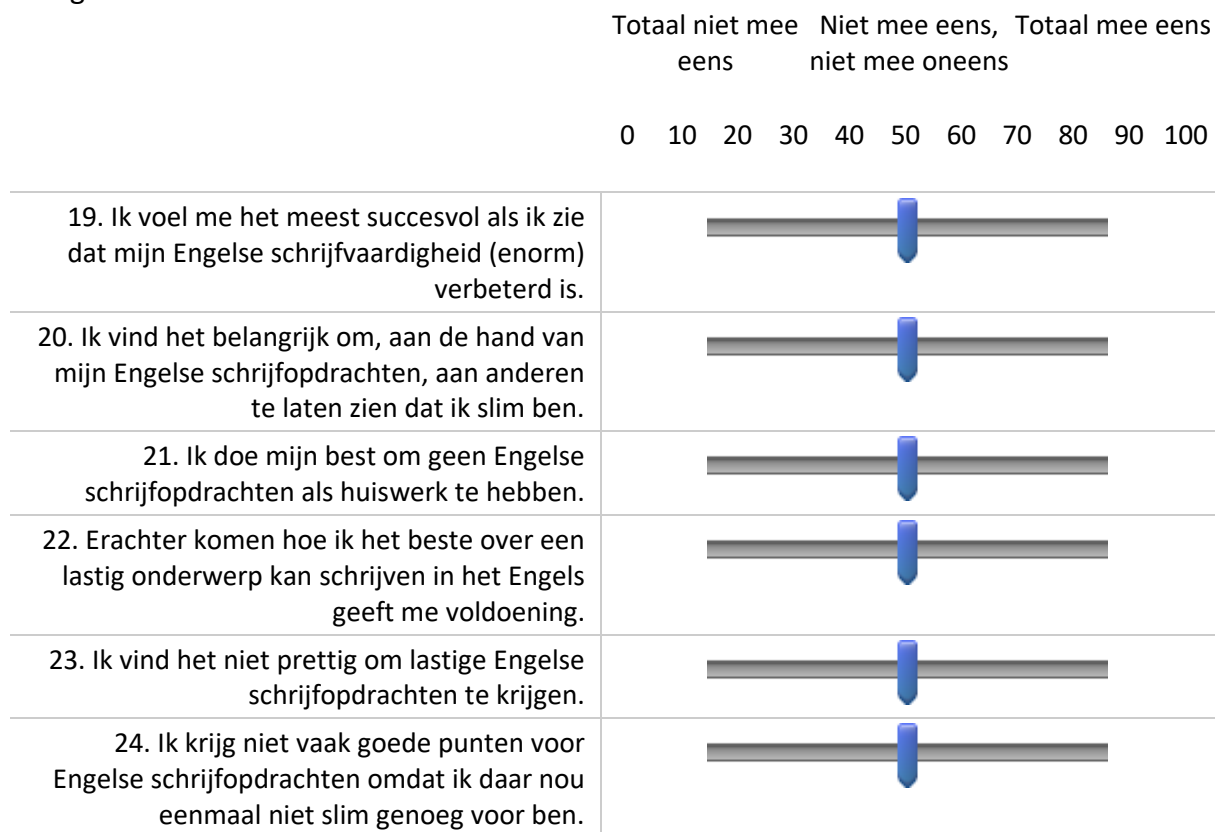 Totaal niet mee eens
Niet mee eens, niet mee oneens
Totaal mee eens
0 10 20 30 40 50 60 70 80 90 100
19. Ik voel me het meest succesvol als ik zie
dat mijn Engelse schrijfvaardigheid (enorm)
verbeterd is.
20. Ik vind het belangrijk om, aan de hand van
mijn Engelse schrijfopdrachten, aan anderen
te laten zien dat ik slim ben.
21. Ik doe mijn best om geen Engelse
schrijfopdrachten als huiswerk te hebben.
22. Erachter komen hoe ik het beste over een
lastig onderwerp kan schrijven in het Engels
geeft me voldoening.
23. Ik vind het niet prettig om lastige Engelse
schrijfopdrachten te krijgen.
24. Ik krijg niet vaak goede punten voor
Engelse schrijfopdrachten omdat ik daar nou
eenmaal niet slim genoeg voor ben.